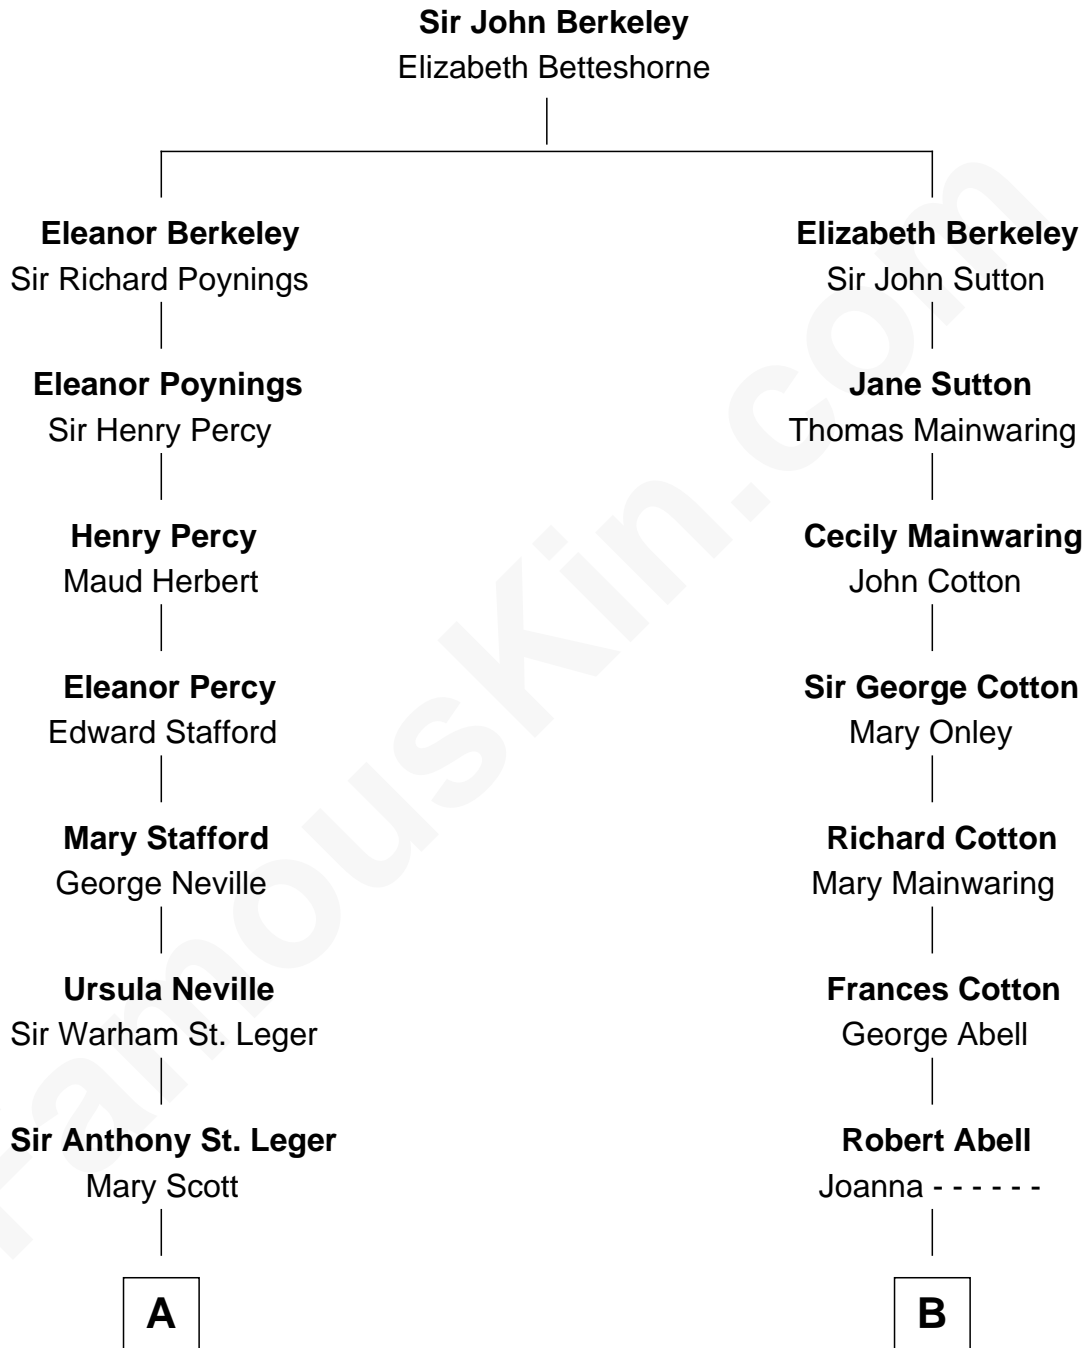 Sir John Berkeley
Elizabeth Betteshorne
Eleanor Berkeley
Sir Richard Poynings
Elizabeth Berkeley
Sir John Sutton
Eleanor Poynings
Sir Henry Percy
Jane Sutton
Thomas Mainwaring
Henry Percy
Maud Herbert
Cecily Mainwaring
John Cotton
Eleanor Percy
Edward Stafford
Sir George Cotton
Mary Onley
Mary Stafford
George Neville
Richard Cotton
Mary Mainwaring
Ursula Neville
Sir Warham St. Leger
Frances Cotton
George Abell
Sir Anthony St. Leger
Mary Scott
Robert Abell
Joanna - - - - - -
A
B
FamousKin.com